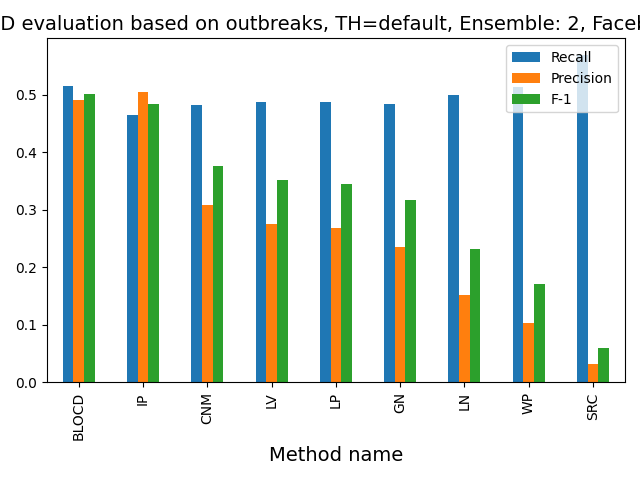 D evaluation based on outbreaks, TH=default, Ensemble: 2, Faceb
Recall
Precision
F-1
0.5
0.4
0.3
0.2
0.1
0.0
BLOCD
IP
CNM
LV
LP
GN
LN
WP
SRC
Method name